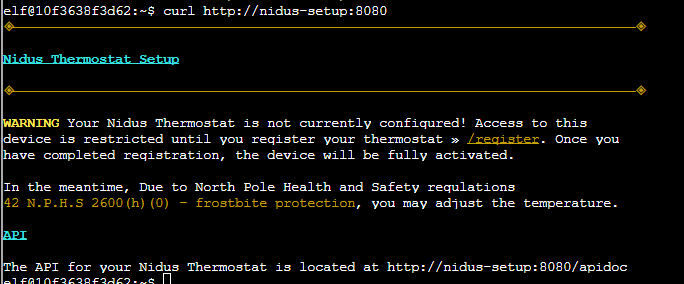 elf@10f3638f3d62:~$ curl http://nidus-setup:8080
Nidus Thermostat Setup
WARNING Your Nidus Thermostat is not currently configured! Access to this
device is restricted until you register your thermostat » /register. Once you
have completed registration, the device will be fully activated.
In the meantime, Due to North Pole Health and Safety regulations
42 N.P.H.S 2600(h)(0) - frostbite protection, you may adjust the temperature.
API
The API for your Nidus Thermostat is located at http://nidus-setup:8080/apidoc
elf@10f3638f3d62:~$